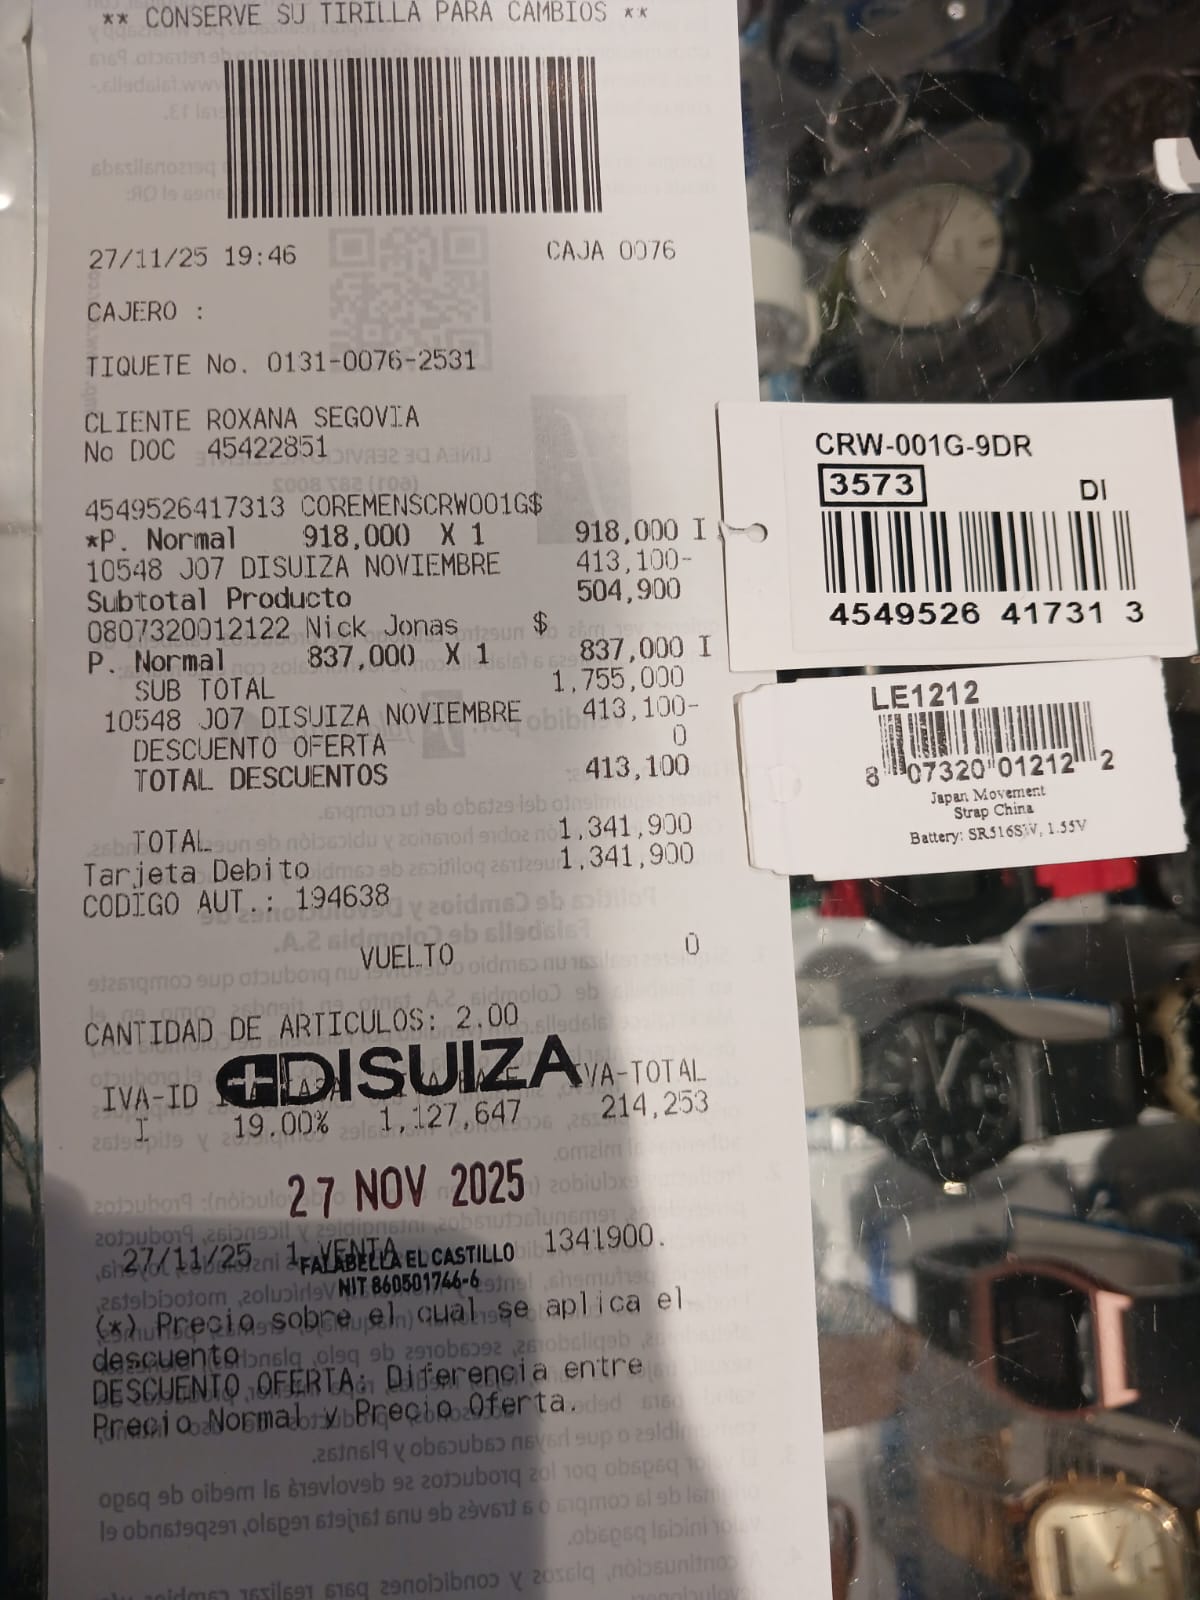 ** CONSERVE SU TIRILLA PARA CAMBIOS **
27/11/25 19:46 CAJA 0076
CAJERO :
TIQUETE No. 0131-0076-2531
CLIENTE ROXANA SEGOVIA
No DOC 45422851
4549526417313 COREMENSCRW001G$
*P. Normal 918,000 X 1 918,000 I
10548 J07 DISUIZA NOVIEMBRE 413,100-
Subtotal Producto 504,900
0807320012122 Nick Jonas $
P. Normal 837,000 X 1 837,000 I
SUB TOTAL 1,755,000
10548 J07 DISUIZA NOVIEMBRE 413,100-
DESCUENTO OFERTA 0
TOTAL DESCUENTOS 413,100
TOTAL 1,341,900
Tarjeta Debito 1,341,900
CODIGO AUT.: 194638
VUELTO 0
CANTIDAD DE ARTICULOS: 2.00
DISUIZA
IVA-ID IVA-TOTAL
I 19.00% 1,127,647 214,253
27 NOV 2025
27/11/25 1 VENTA 1341900.
FALABELLA EL CASTILLO
NIT 860501746-6
(*) Precio sobre el cual se aplica el
descuento
DESCUENTO OFERTA: Diferencia entre
Precio Normal y Precio Oferta.
CRW-001G-9DR
3573 DI
4549526 41731 3
LE1212
8 07320 01212 2
Japan Movement
Strap China
Battery: SR516SW, 1.55V